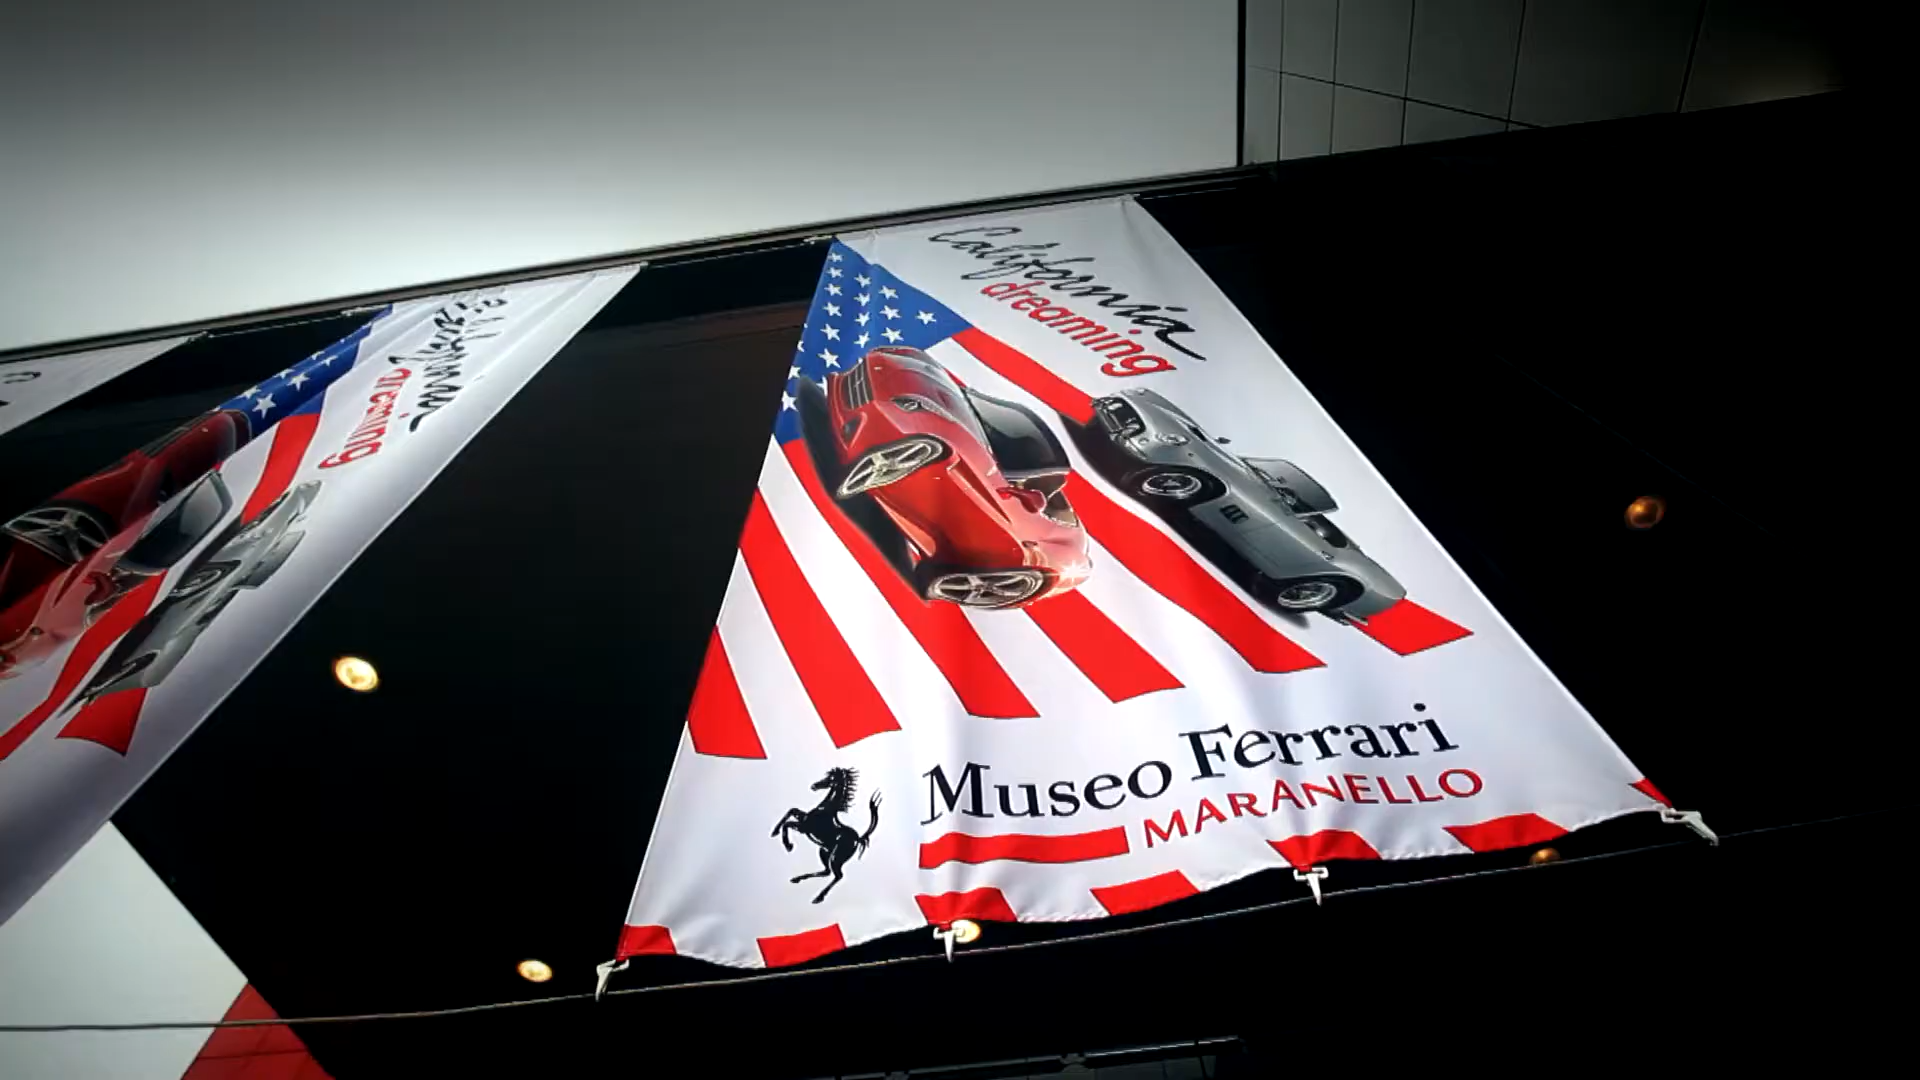 California
dreaming
Museo Ferrari
MARANELLO
California
dreaming